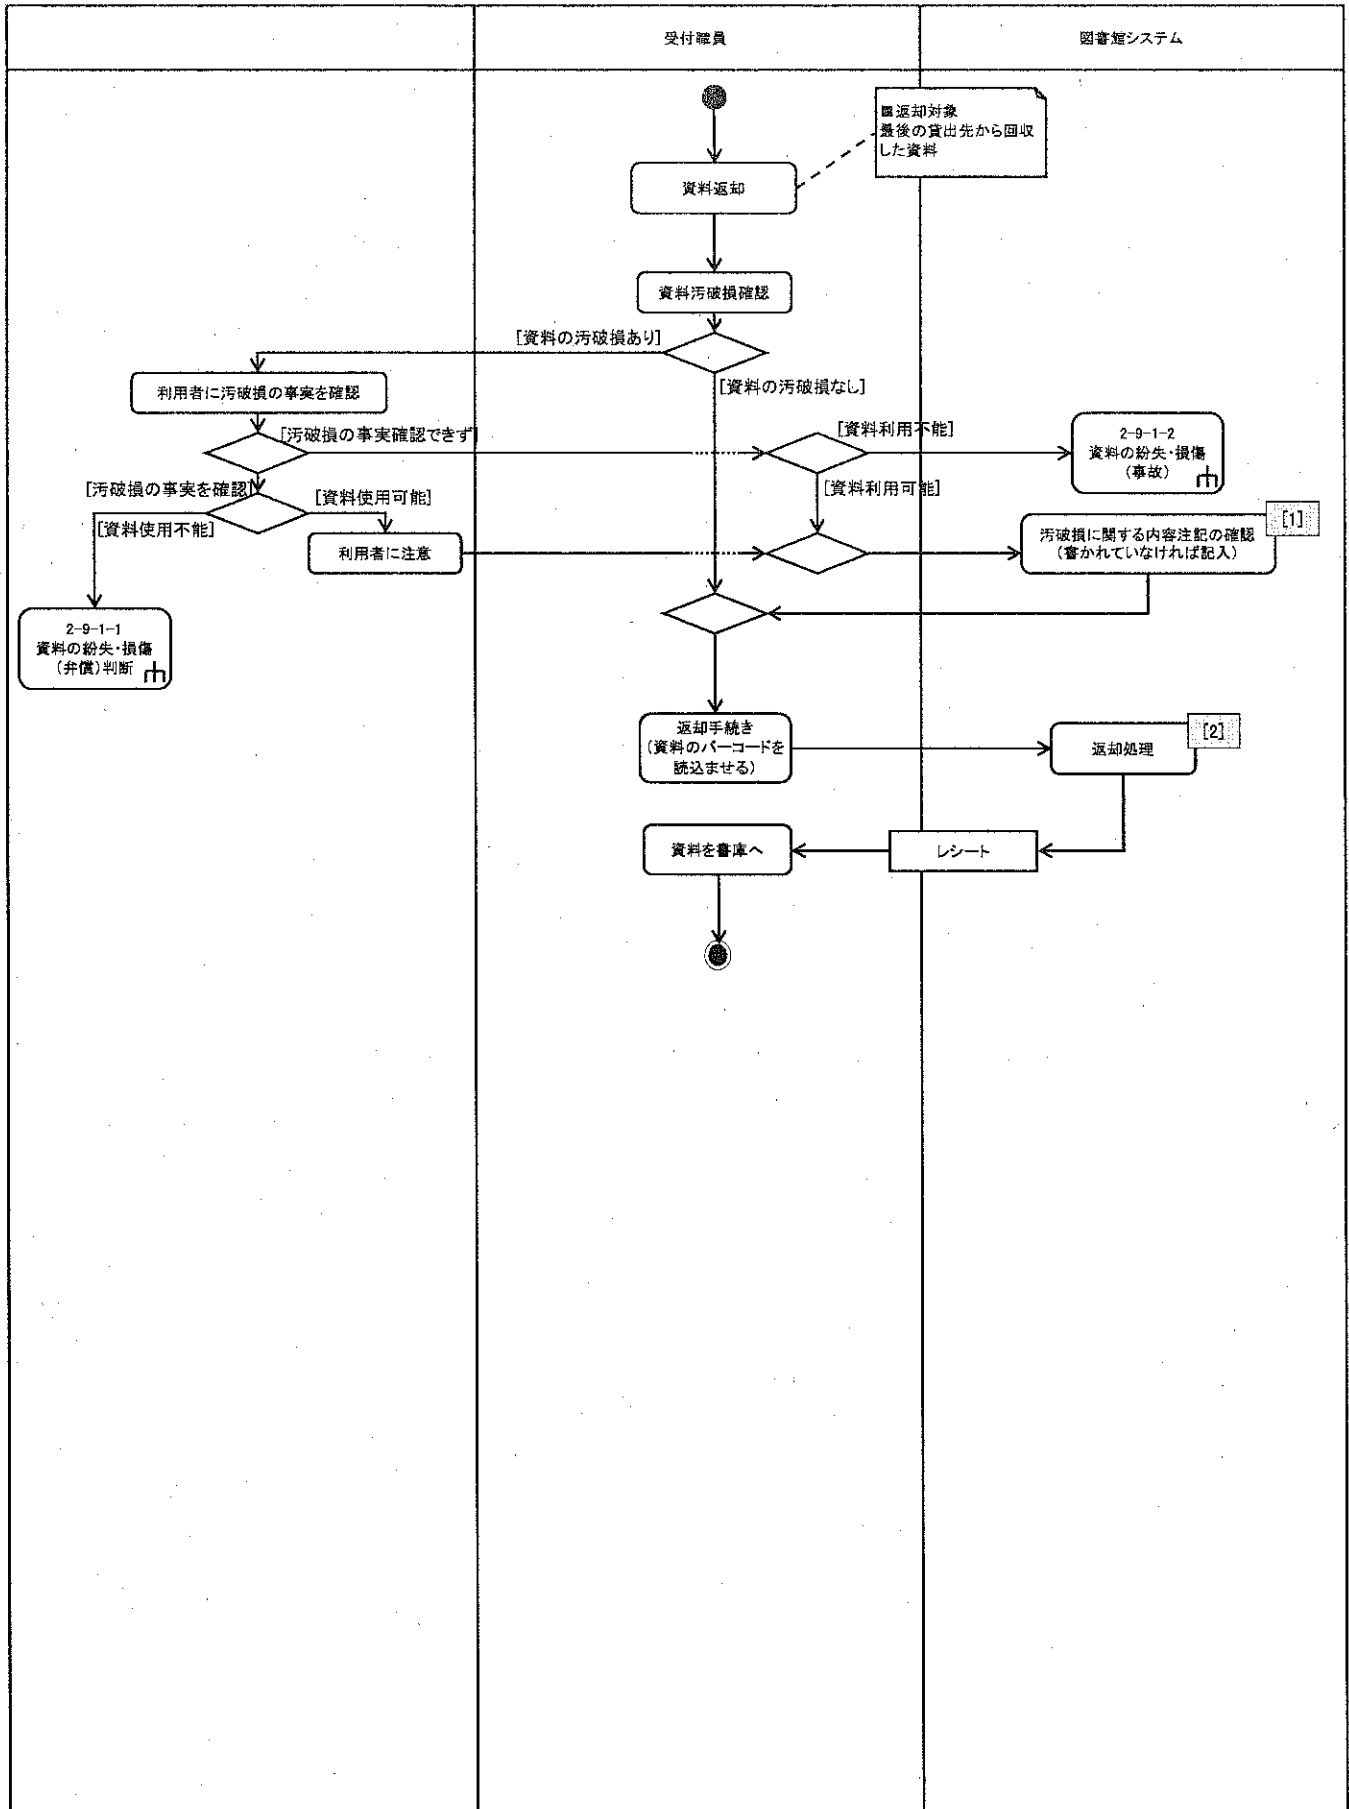 受付職員
図書館システム
■返却対象
最後の貸出先から回収
した資料
資料返却
資料汚破損確認
[資料の汚破損あり]
[資料の汚破損なし]
利用者に汚破損の事実を確認
[汚破損の事実確認できず]
[資料利用不能]
2-9-1-2
資料の紛失・損傷
(事故)
[汚破損の事実を確認]
[資料使用可能]
[資料利用可能]
[資料使用不能]
利用者に注意
[1]
汚破損に関する内容注記の確認
(書かれていなければ記入)
2-9-1-1
資料の紛失・損傷
(弁償)判断
返却手続き
(資料のバーコードを
読込ませる)
[2]
返却処理
資料を書庫へ
レシート